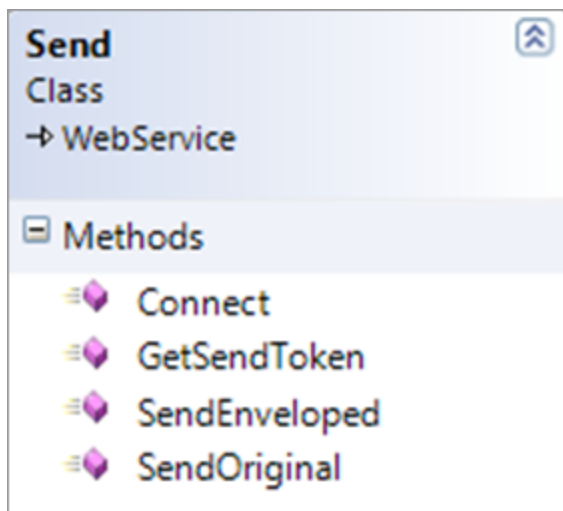 Send
Class
WebService
Methods
Connect
GetSendToken
SendEnveloped
SendOriginal